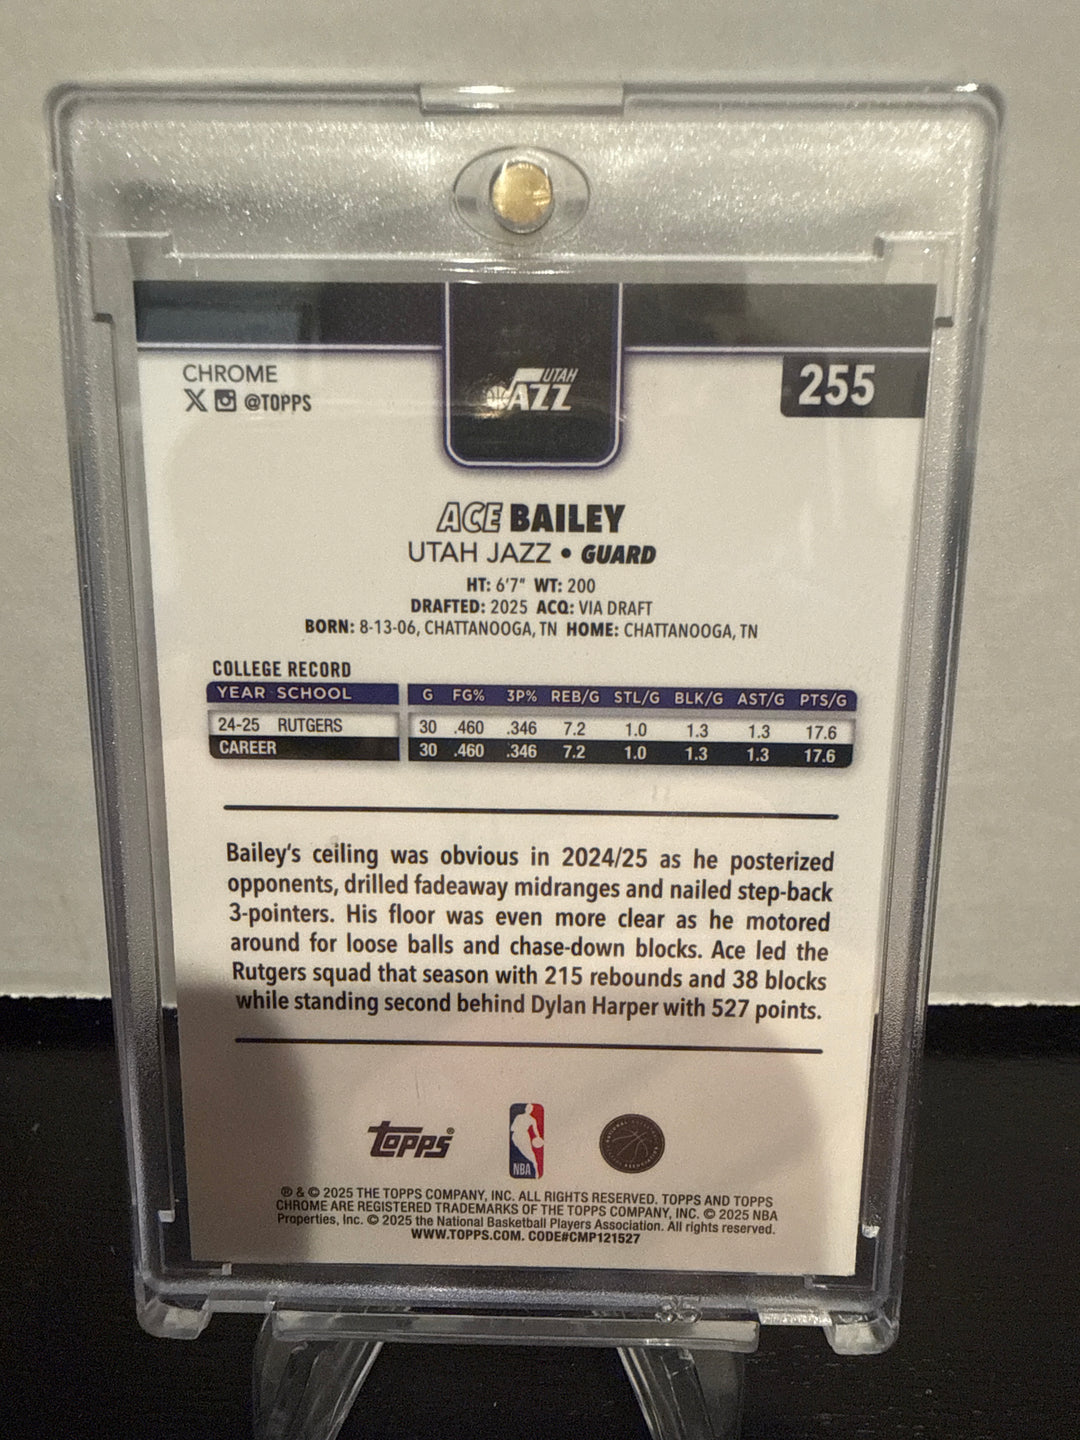 UTAH
JAZZ
CHROME
@TOPPS
255
ACE BAILEY
UTAH JAZZ • GUARD
HT: 6'7" WT: 200
DRAFTED: 2025 ACQ: VIA DRAFT
BORN: 8-13-06, CHATTANOOGA, TN HOME: CHATTANOOGA, TN
COLLEGE RECORD
YEAR SCHOOL G FG% 3P% REB/G STL/G BLK/G AST/G PTS/G
24-25 RUTGERS 30 .460 .346 7.2 1.0 1.3 1.3 17.6
CAREER 30 .460 .346 7.2 1.0 1.3 1.3 17.6
Bailey's ceiling was obvious in 2024/25 as he posterized
opponents, drilled fadeaway midranges and nailed step-back
3-pointers. His floor was even more clear as he motored
around for loose balls and chase-down blocks. Ace led the
Rutgers squad that season with 215 rebounds and 38 blocks
while standing second behind Dylan Harper with 527 points.
topps®
NBA
® & © 2025 THE TOPPS COMPANY, INC. ALL RIGHTS RESERVED. TOPPS AND TOPPS
CHROME ARE REGISTERED TRADEMARKS OF THE TOPPS COMPANY, INC. © 2025 NBA
Properties, Inc. © 2025 the National Basketball Players Association. All rights reserved.
WWW.TOPPS.COM. CODE#CMP121527